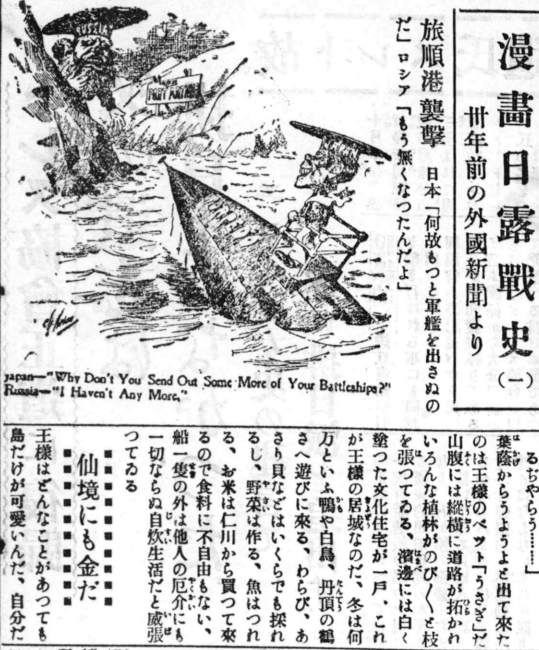 漫畫日露戰史(一)
卅年前の外國新聞より
旅順港襲擊 日本「何故もつと軍艦を出さぬの
だ」ロシア「もう無くなつたんだよ」
PORT ARTHUR
Japan—"Why Don't You Send Out Some More of Your Battleships?"
Russia—"I Haven't Any More."
るぢやらう……」
葉蔭からうようよと出て來た
のは王樣のペット「うさぎ」だ
山腹には縱橫に道路が拓かれ
いろんな植林がのび〱と枝
を張つてゐる、濱邊には白く
塗つた文化住宅が一戶、これ
が王樣の居城なのだ、冬は何
万といふ鴨や白鳥、丹頂の鶴
さへ遊びに來る、わらび、あ
さり貝などはいくらでも採れ
るし、野菜は作る、魚はつれ
る、お米は仁川から買つて來
るので食料に不自由もない、
船一隻の外は他人の厄介にも
一切ならぬ自炊生活だと威張
つてゐる
仙境にも金だ
王樣はどんなことがあつても
島だけが可愛いんだ、自分だ